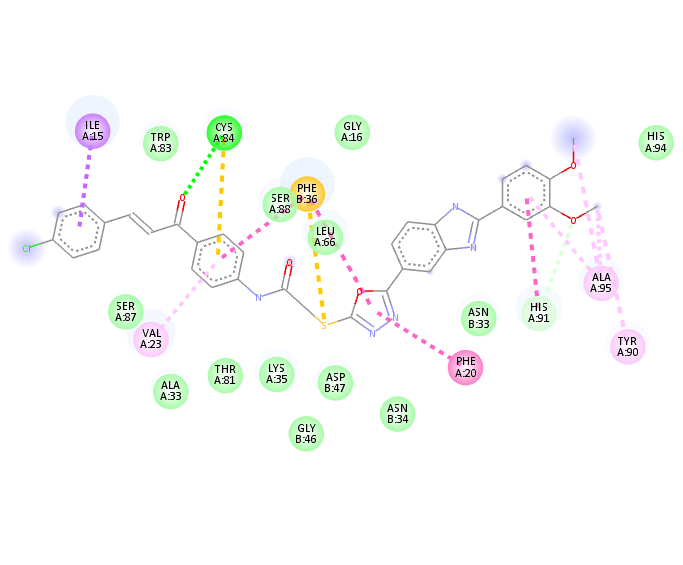 ILE
A:15
TRP
A:83
CYS
A:84
GLY
A:16
HIS
A:94
PHE
B:36
SER
A:88
LEU
A:66
Cl
O
N
O
S
O
N
N
N
N
O
O
I
SER
A:87
VAL
A:23
ASN
B:33
HIS
A:91
ALA
A:95
TYR
A:90
ALA
A:33
THR
A:81
LYS
A:35
ASP
B:47
PHE
A:20
ASN
B:34
GLY
B:46